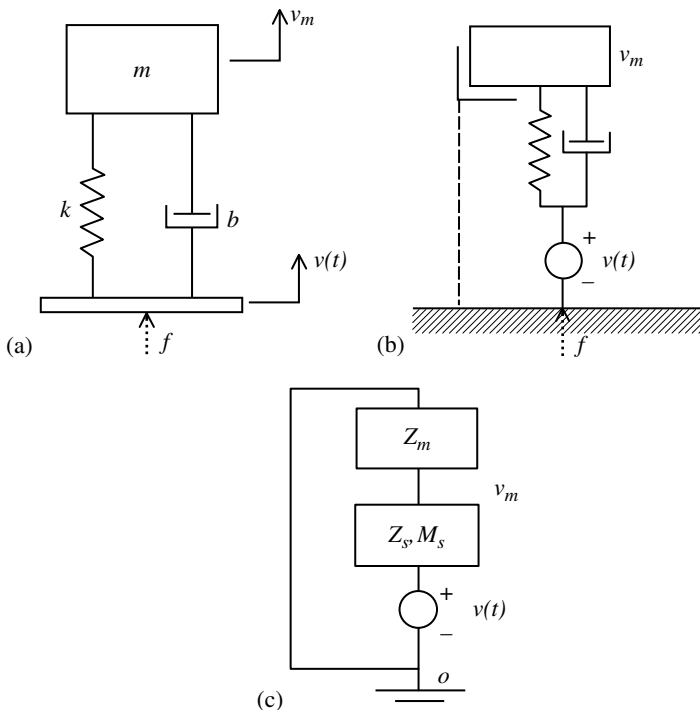 v_m
m
k
b
v(t)
(a)
f
v_m
+
v(t)
−
(b)
f
Z_m
v_m
Z_s, M_s
+
v(t)
−
o
(c)